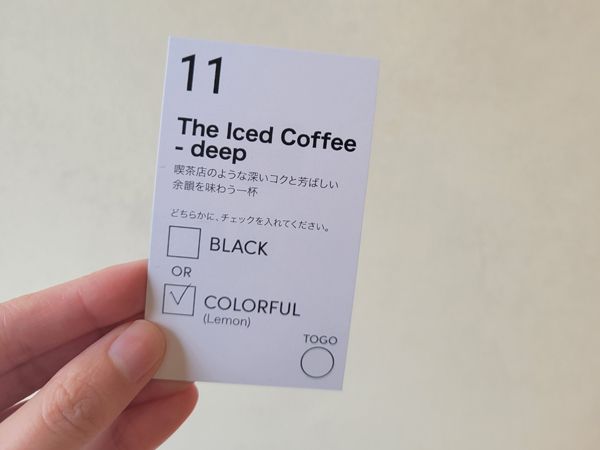 11
The Iced Coffee
- deep
喫茶店のような深いコクと芳ばしい
余韻を味わう一杯
どちらかに、チェックを入れてください。
BLACK
OR
COLORFUL
(Lemon)
TOGO